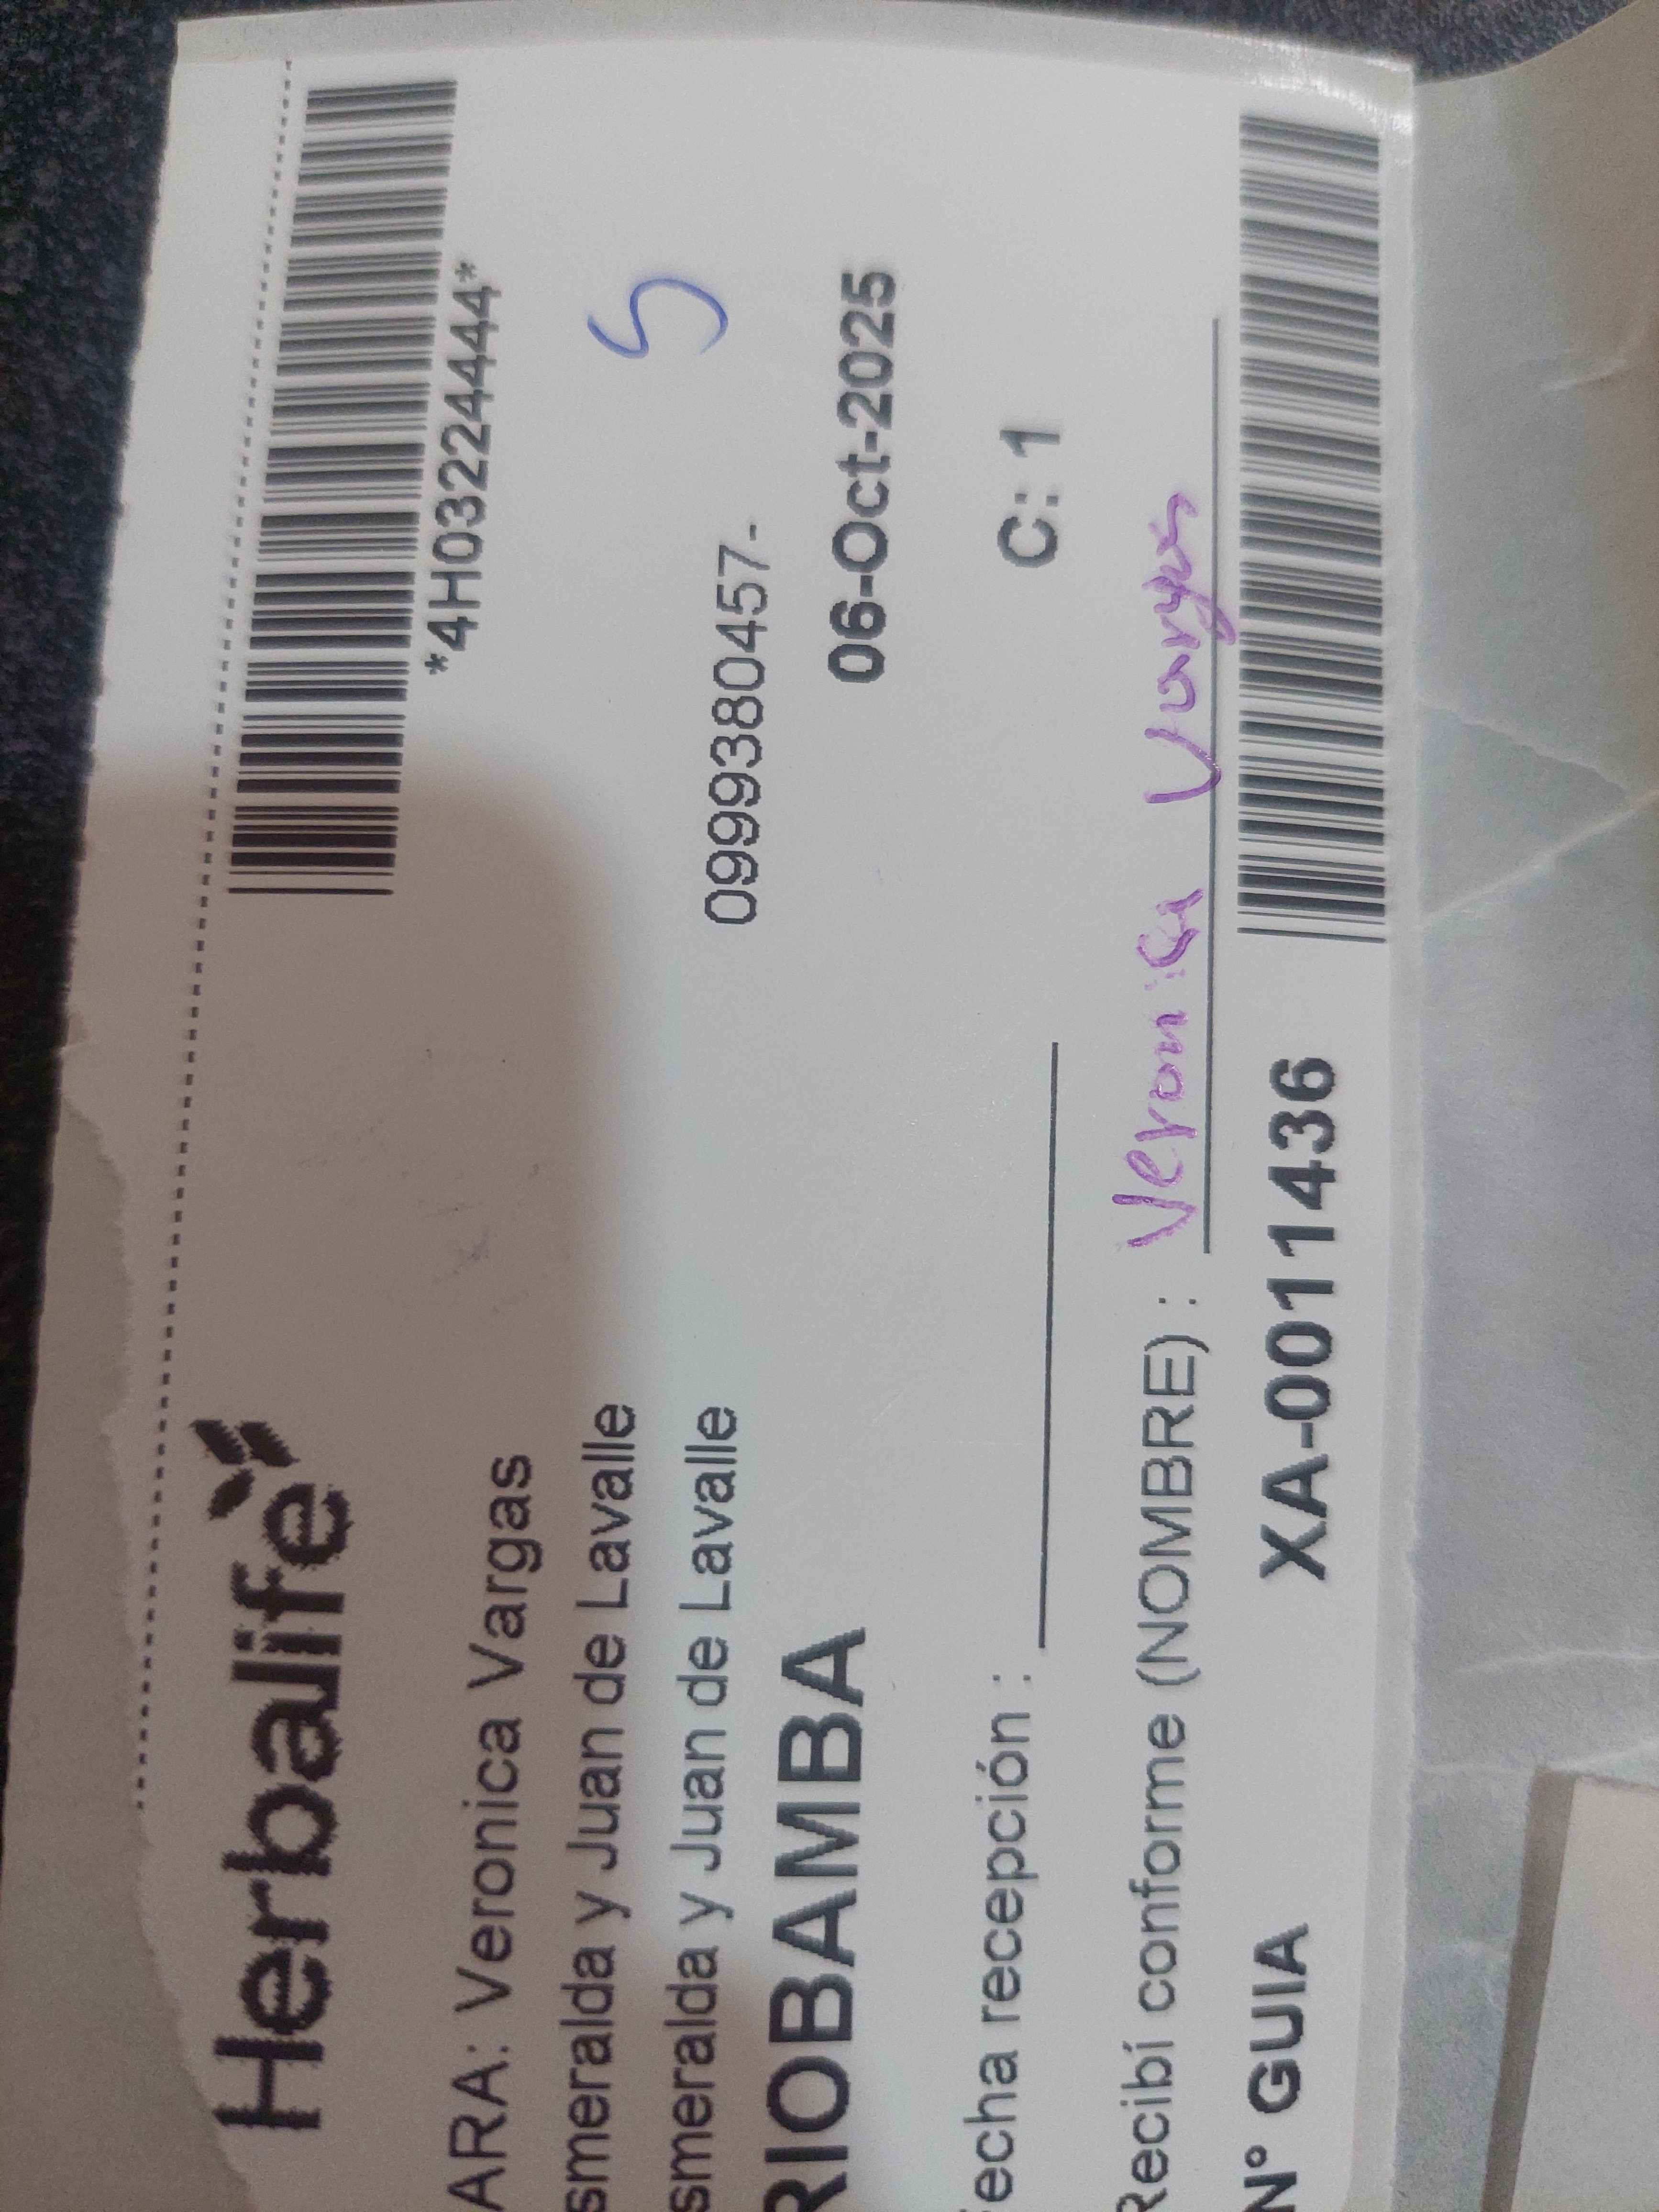 Herbalife
*4H03224444*
ARA: Veronica Vargas
smeralda y Juan de Lavalle
5
smeralda y Juan de Lavalle
0999380457-
RIOBAMBA
06-Oct-2025
echa recepción :
C: 1
Recibí conforme (NOMBRE) : Veronica Vargas
N° GUIA
XA-0011436